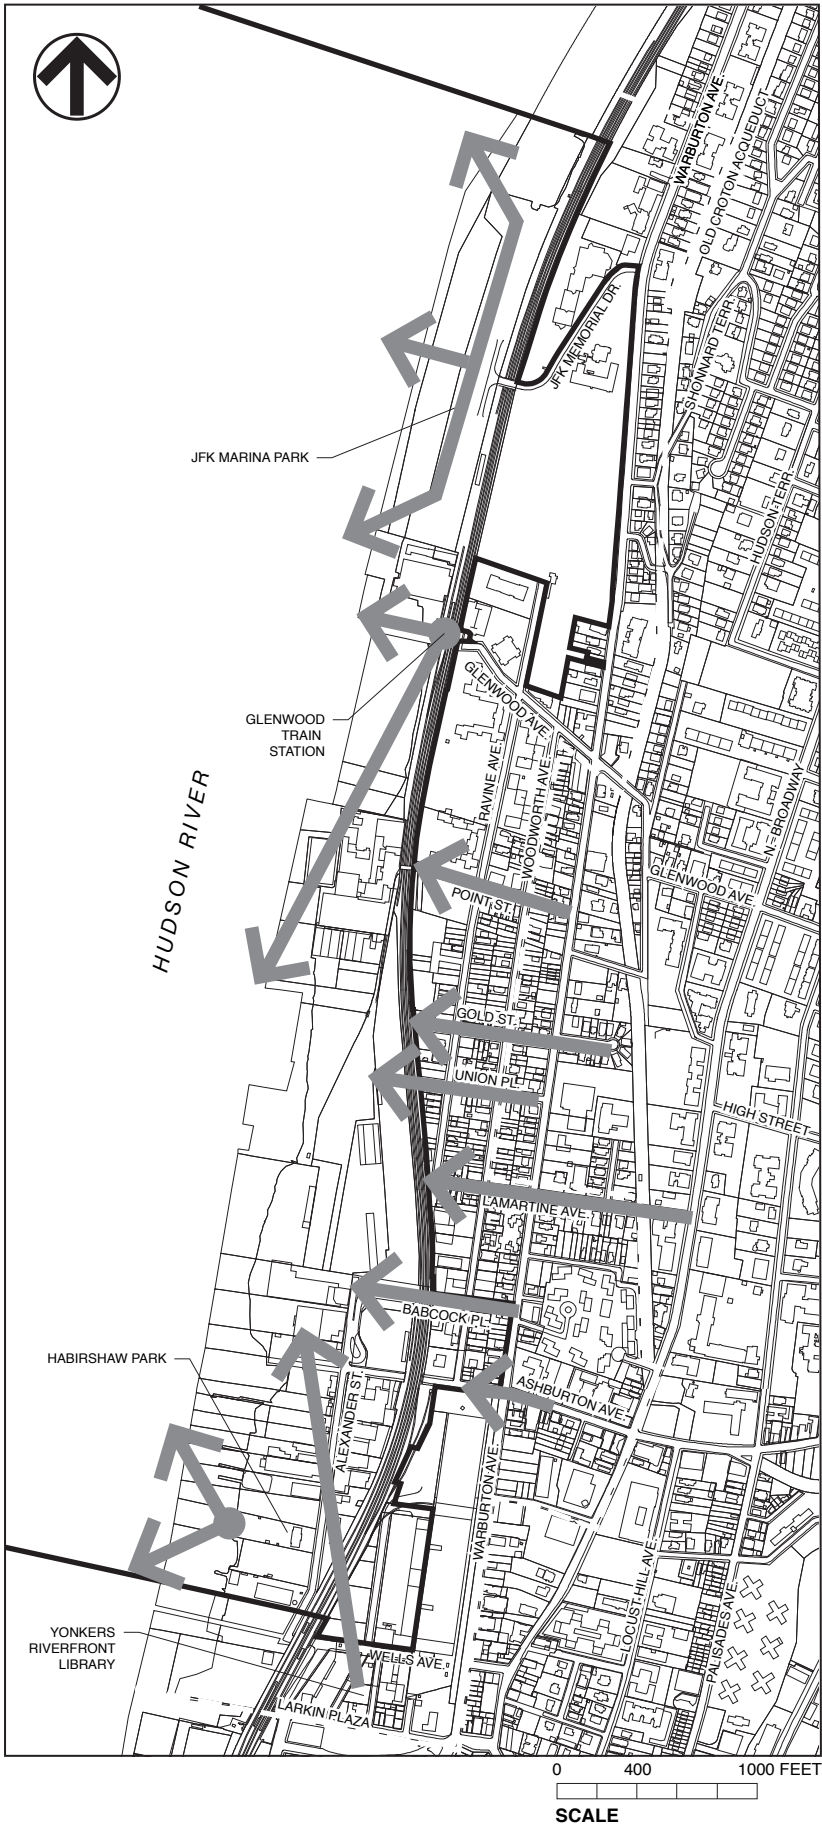 WARBURTON AVE.
OLD CROTON ACQUEDUCT
JFK MEMORIAL DR.
SHONNARD TERR.
JFK MARINA PARK
HUDSON TERR.
GLENWOOD AVE.
GLENWOOD
TRAIN
STATION
RAVINE AVE.
WOODWORTH AVE.
N. BROADWAY
HUDSON RIVER
GLENWOOD AVE.
POINT ST.
GOLD ST.
UNION PL.
HIGH STREET
LAMARTINE AVE.
BABCOCK PL.
HABIRSHAW PARK
ALEXANDER ST.
ASHBURTON AVE.
WARBURTON AVE.
LOCUST HILL AVE.
PALISADES AVE.
YONKERS
RIVERFRONT
LIBRARY
WELLS AVE.
LARKIN PLAZA
0 400 1000 FEET
SCALE